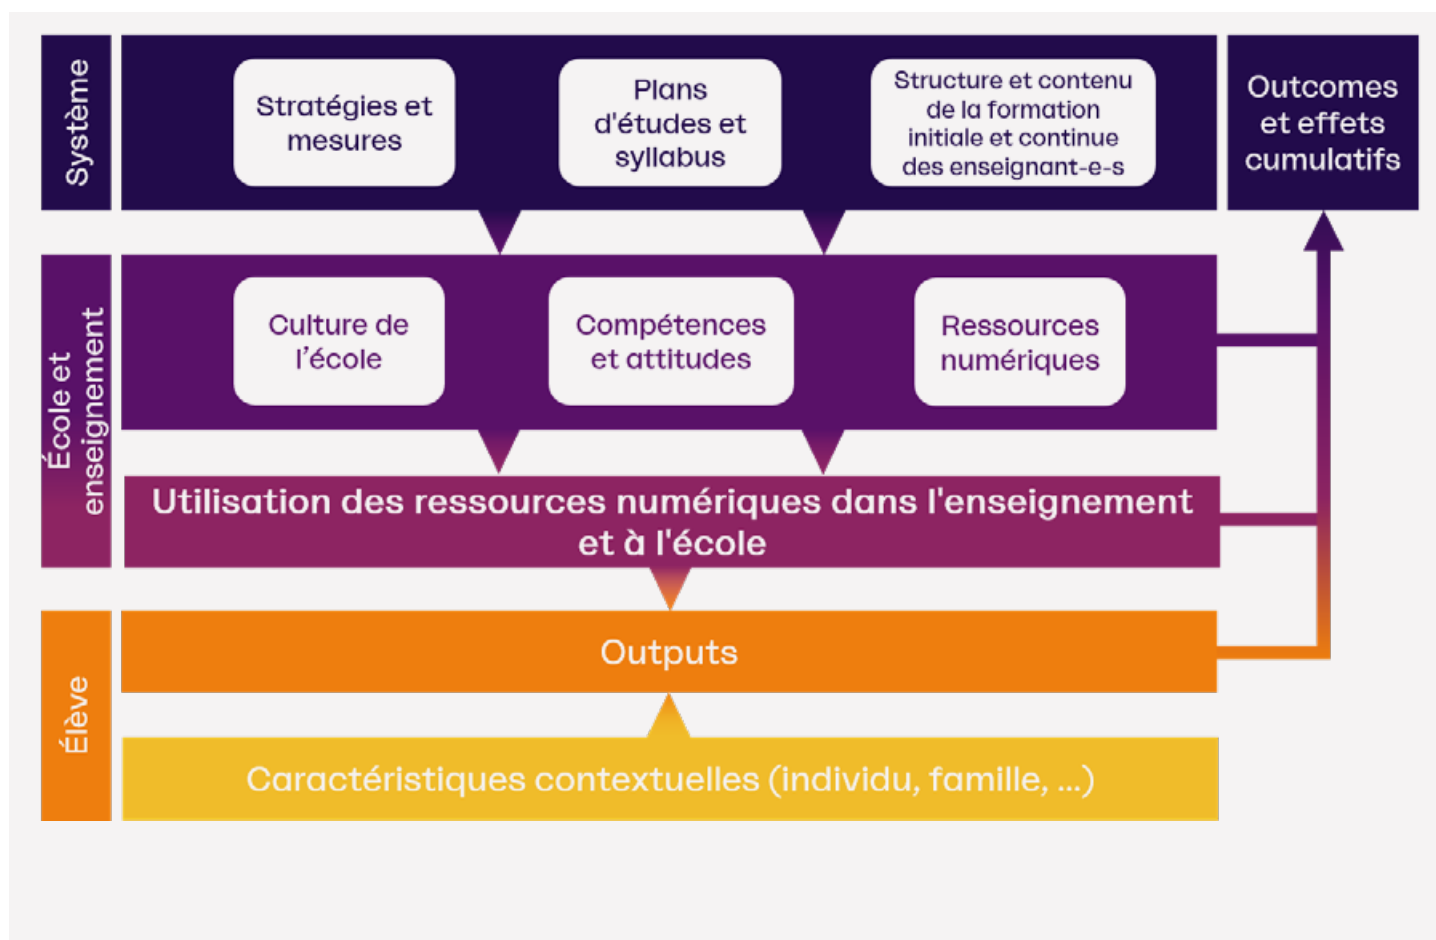 Système
Stratégies et
mesures
Plans
d'études et
syllabus
Structure et contenu
de la formation
initiale et continue
des enseignant-e-s
Outcomes
et effets
cumulatifs
École et
enseignement
Culture de
l’école
Compétences
et attitudes
Ressources
numériques
Utilisation des ressources numériques dans l'enseignement
et à l'école
Élève
Outputs
Caractéristiques contextuelles (individu, famille, ...)